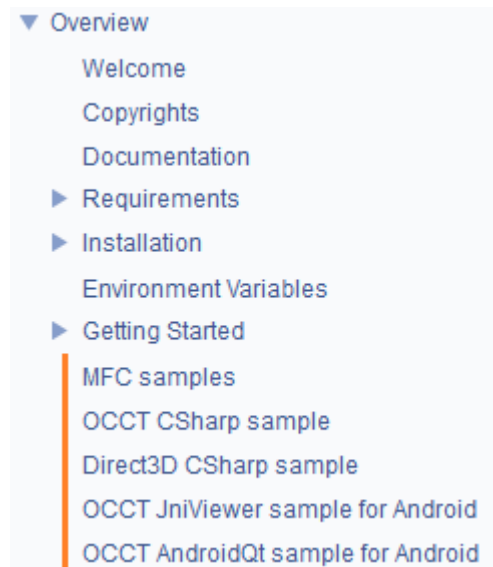 Overview
Welcome
Copyrights
Documentation
Requirements
Installation
Environment Variables
Getting Started
MFC samples
OCCT CSharp sample
Direct3D CSharp sample
OCCT JniViewer sample for Android
OCCT AndroidQt sample for Android